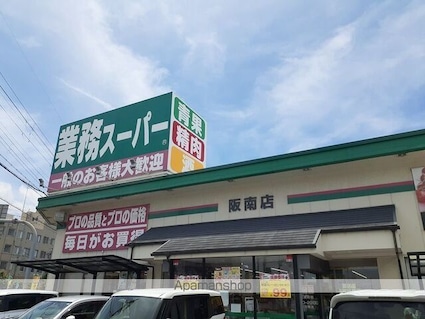 業務スーパー
一般のお客様大歓迎
青果
精肉
酒
阪南店
プロの品質とプロの価格
毎日がお買得
99
Apamanshop